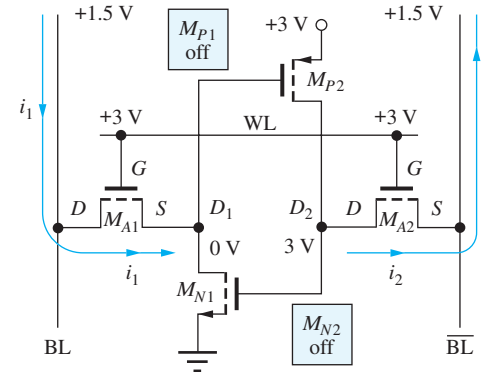 +1.5 V
M_P1
off
+3 V
+1.5 V
M_P2
i_1
+3 V
WL
+3 V
G
G
D
S
D_1
D_2
D
S
M_A1
M_A2
0 V
3 V
i_1
i_2
M_N1
M_N2
off
BL
B̅L̅